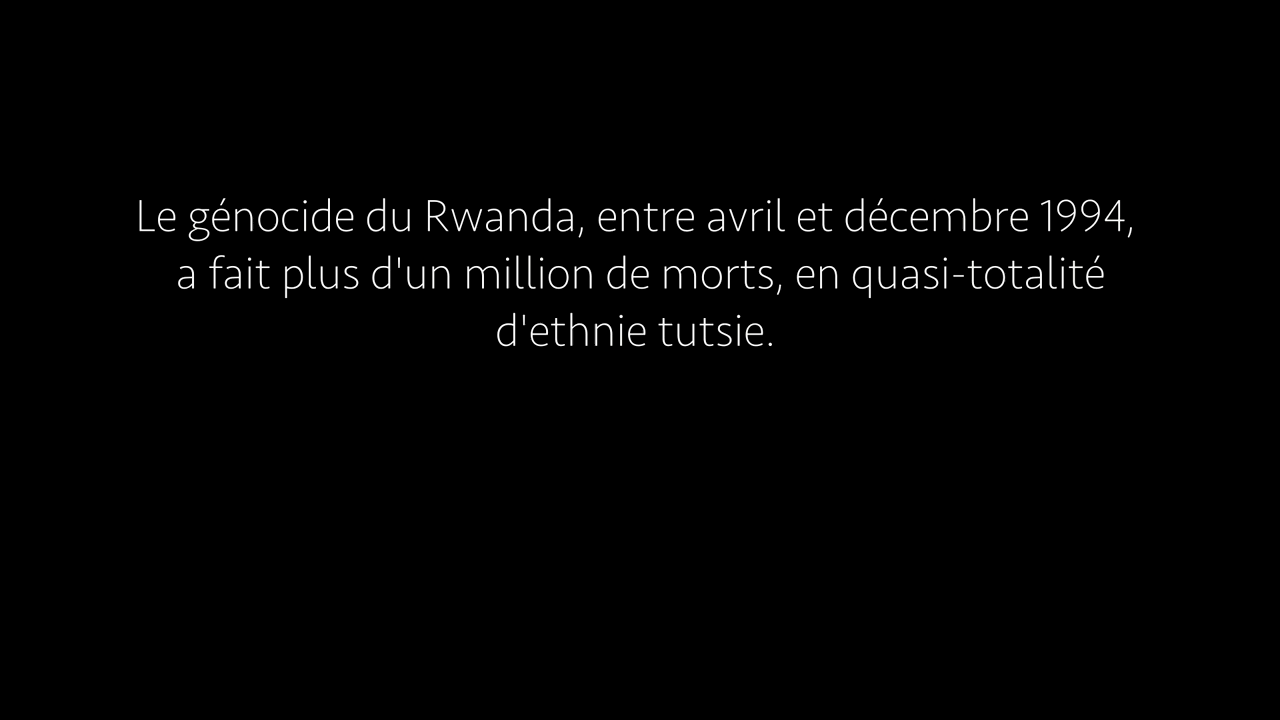 Le génocide du Rwanda, entre avril et décembre 1994,
a fait plus d'un million de morts, en quasi-totalité
d'ethnie tutsie.